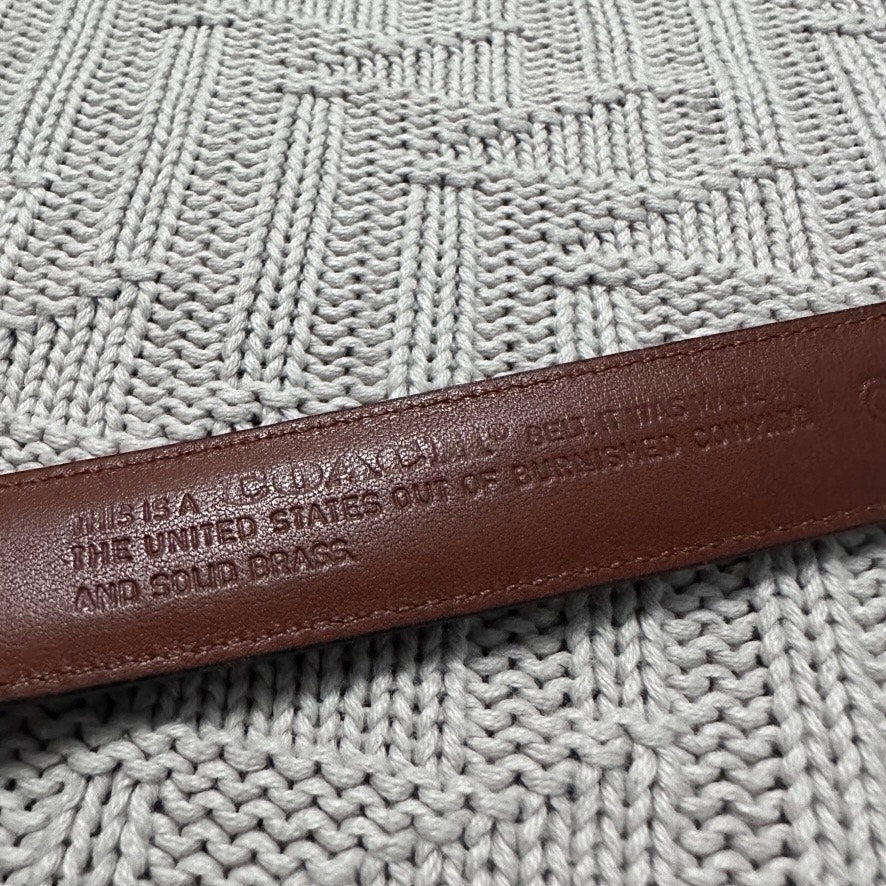 THIS IS A COACH® BELT. IT WAS MADE IN
THE UNITED STATES OUT OF BURNISHED COWHIDE
AND SOLID BRASS.